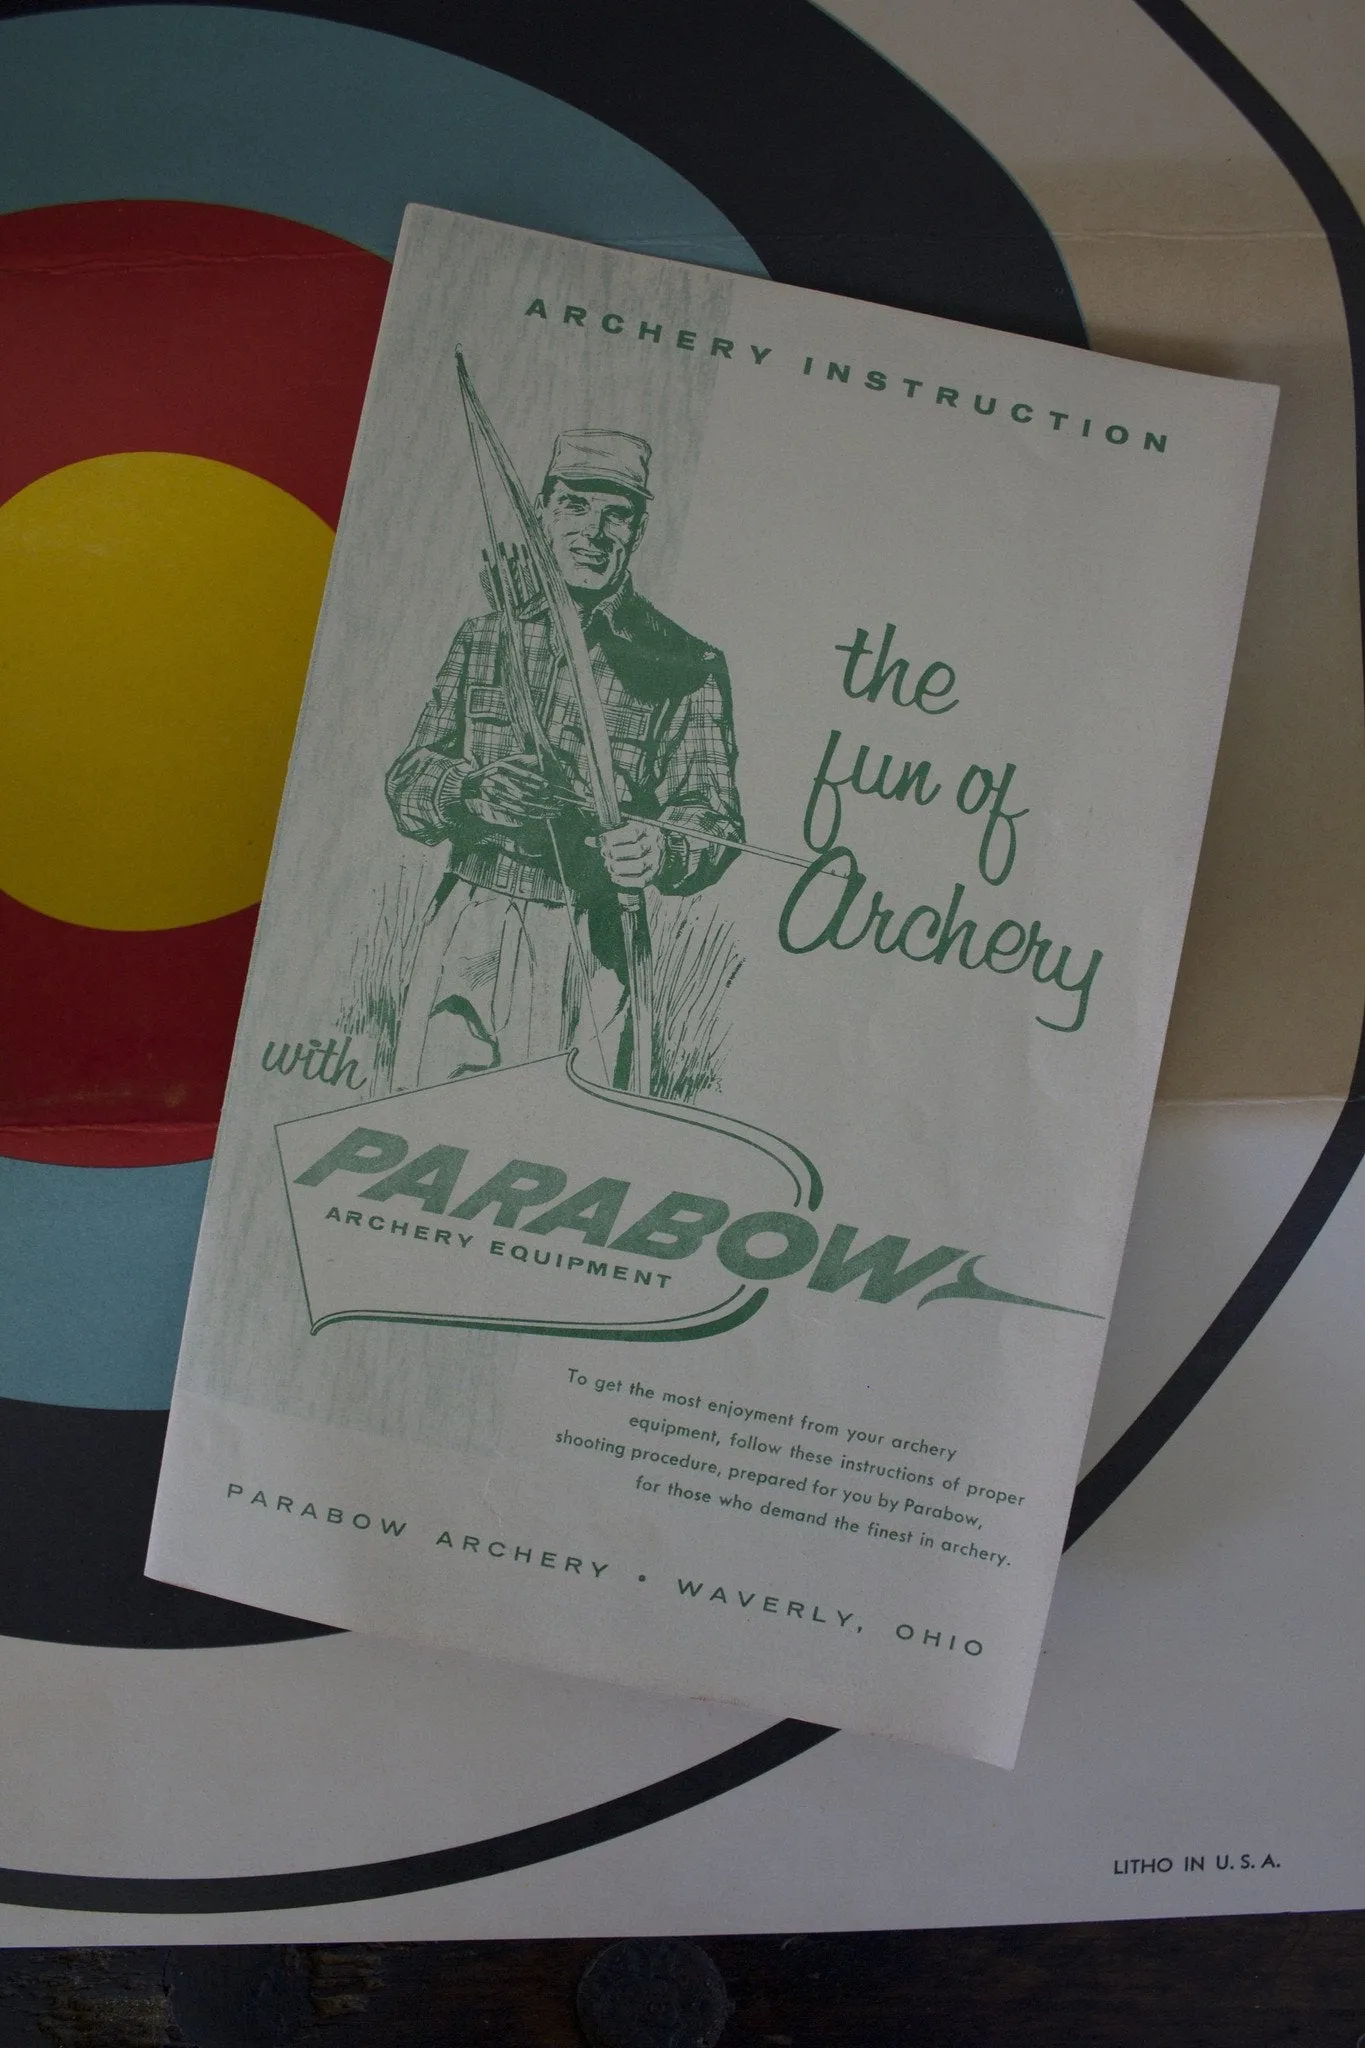 ARCHERY INSTRUCTION
the
fun of
Archery
with
PARABOW
ARCHERY EQUIPMENT
To get the most enjoyment from your archery
equipment, follow these instructions of proper
shooting procedure, prepared for you by Parabow,
for those who demand the finest in archery.
PARABOW ARCHERY • WAVERLY, OHIO
LITHO IN U. S. A.